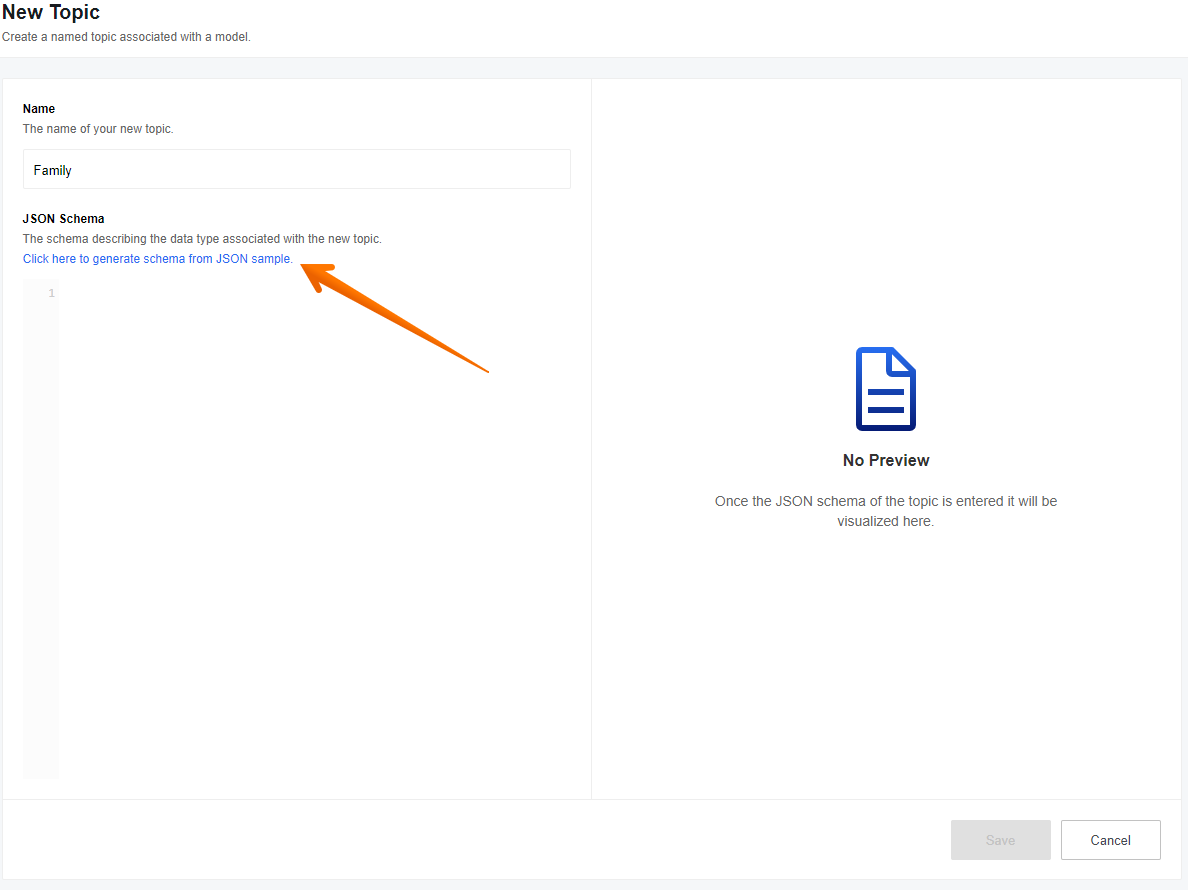 New Topic
Create a named topic associated with a model.
Name
The name of your new topic.
Family
JSON Schema
The schema describing the data type associated with the new topic.
Click here to generate schema from JSON sample.
1
No Preview
Once the JSON schema of the topic is entered it will be
visualized here.
Save
Cancel